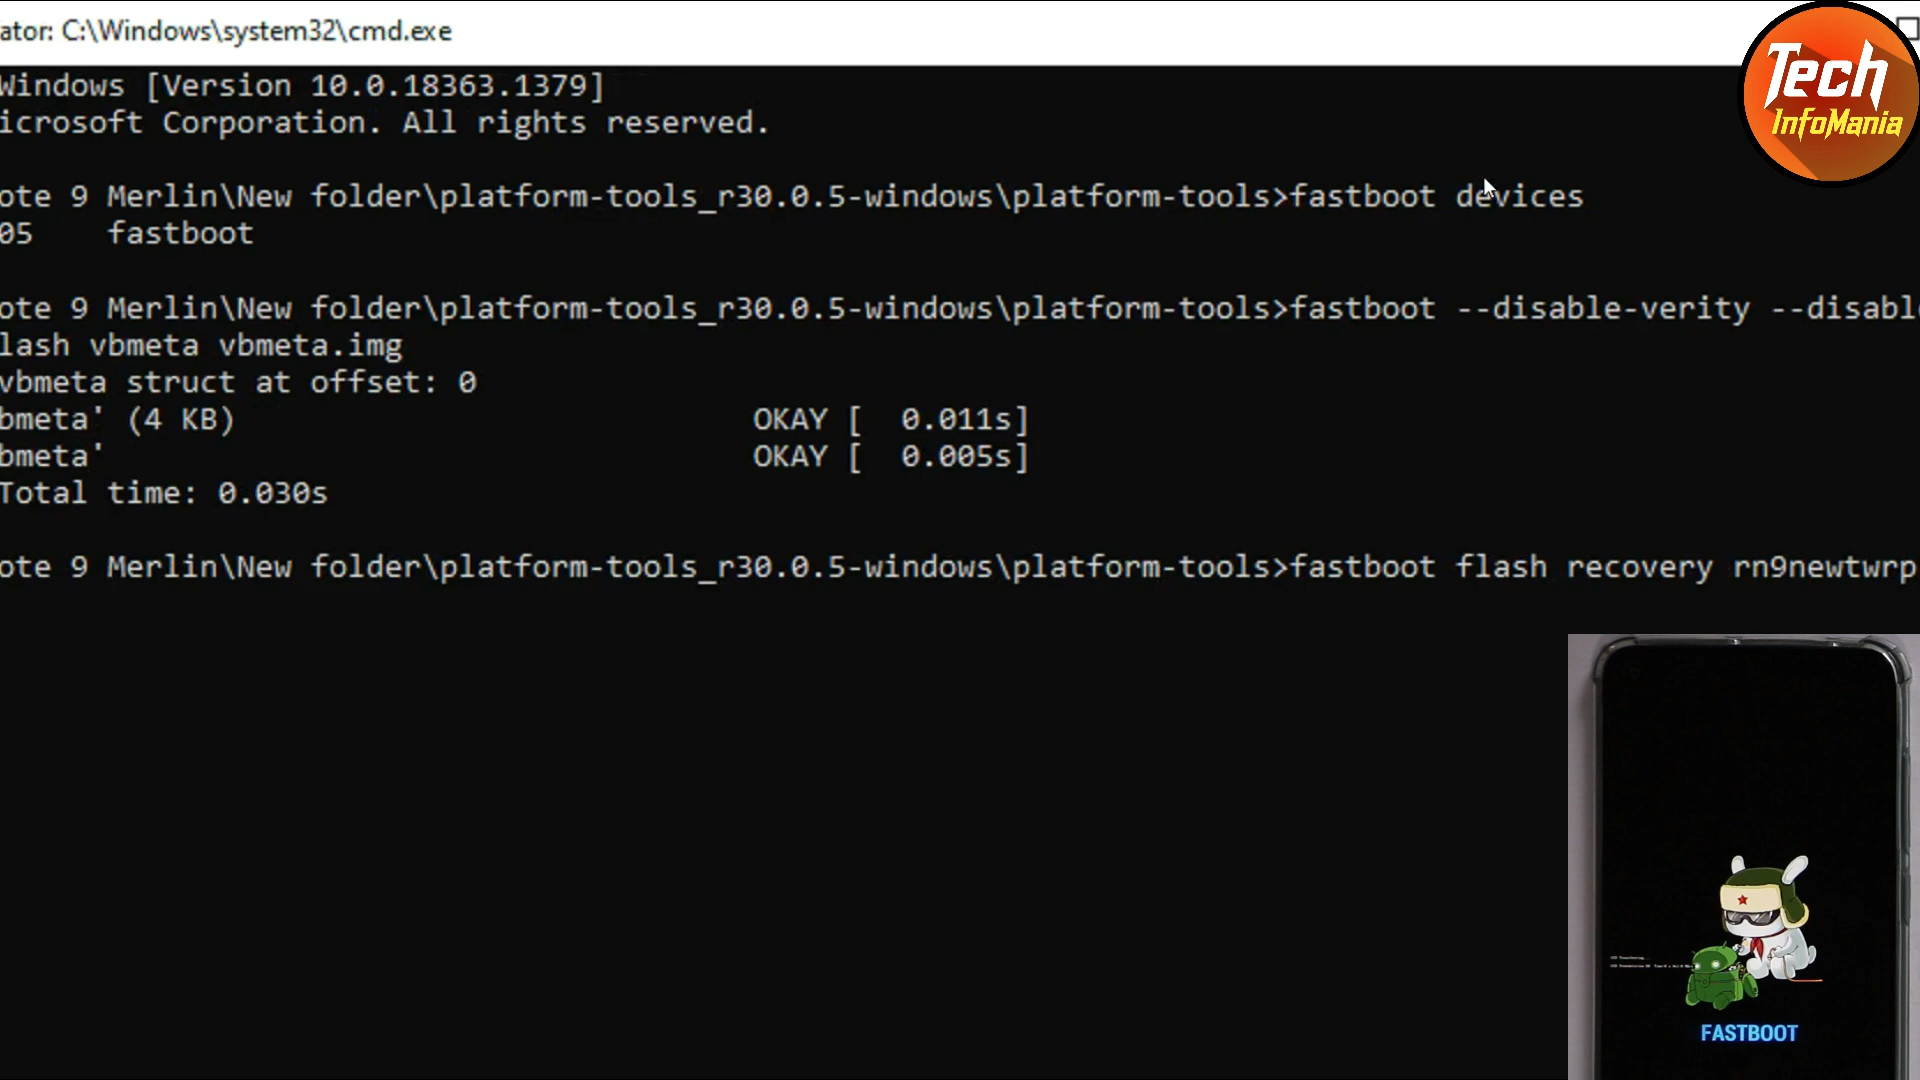 ator: C:\Windows\system32\cmd.exe
Tech
InfoMania
Windows [Version 10.0.18363.1379]
icrosoft Corporation. All rights reserved.
ote 9 Merlin\New folder\platform-tools_r30.0.5-windows\platform-tools>fastboot devices
05 fastboot
ote 9 Merlin\New folder\platform-tools_r30.0.5-windows\platform-tools>fastboot --disable-verity --disabl
lash vbmeta vbmeta.img
vbmeta struct at offset: 0
bmeta' (4 KB) OKAY [ 0.011s]
bmeta' OKAY [ 0.005s]
Total time: 0.030s
ote 9 Merlin\New folder\platform-tools_r30.0.5-windows\platform-tools>fastboot flash recovery rn9newtwrp
FASTBOOT